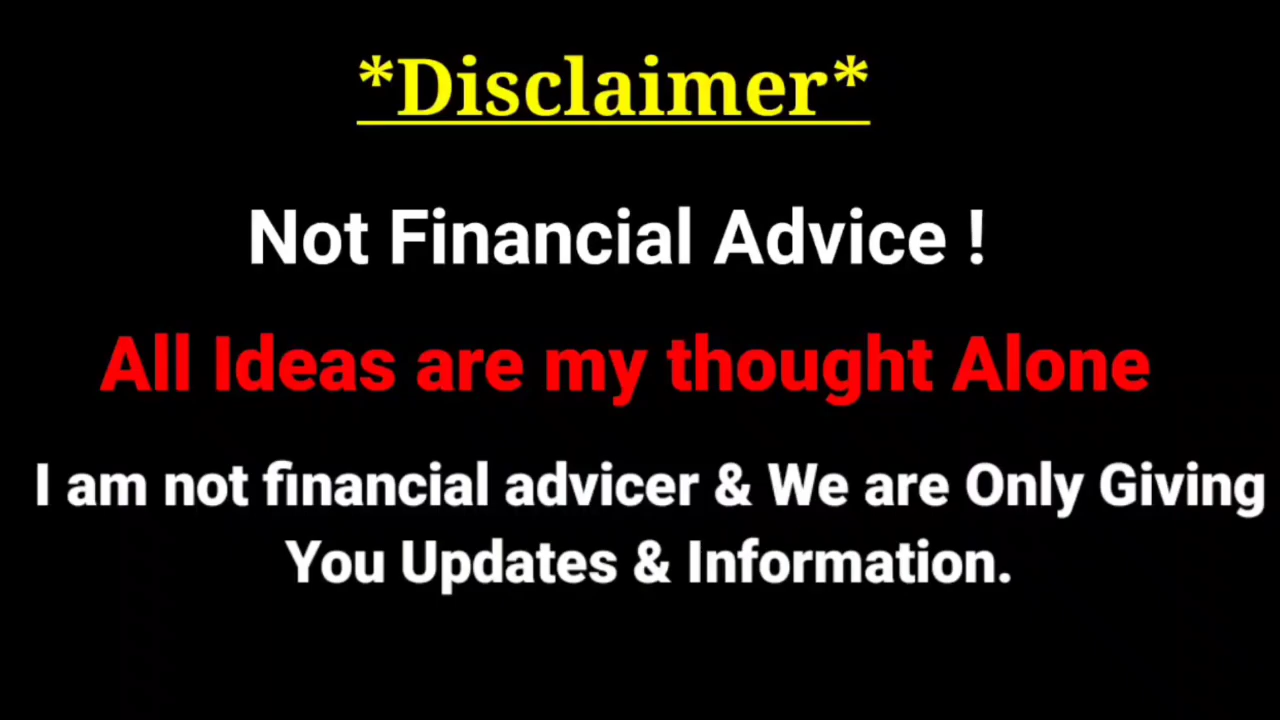 *Disclaimer*
Not Financial Advice !
All Ideas are my thought Alone
I am not financial advicer & We are Only Giving
You Updates & Information.